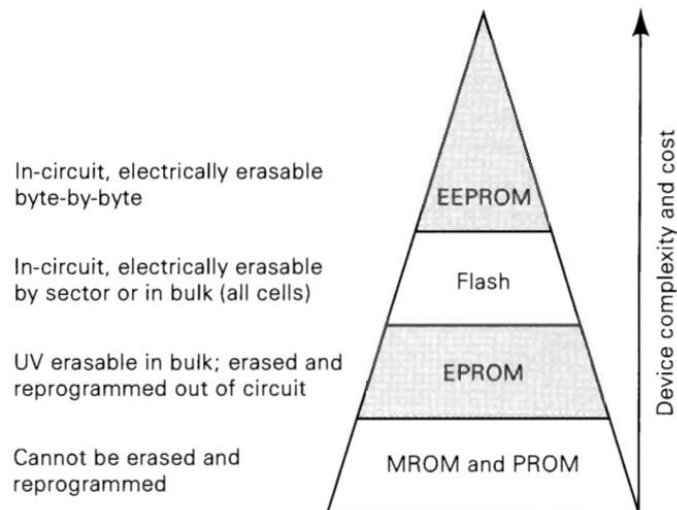 In-circuit, electrically erasable
byte-by-byte
EEPROM
In-circuit, electrically erasable
by sector or in bulk (all cells)
Flash
UV erasable in bulk; erased and
reprogrammed out of circuit
EPROM
Cannot be erased and
reprogrammed
MROM and PROM
Device complexity and cost